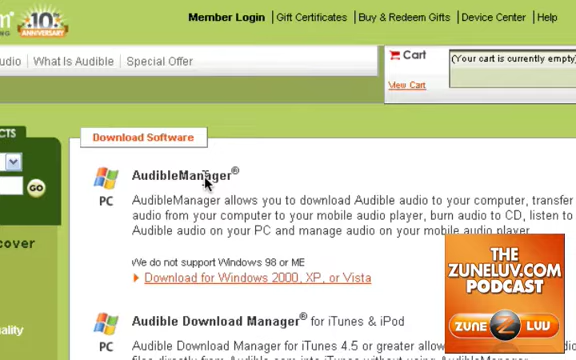 10
ANNIVERSARY
Member Login | Gift Certificates | Buy & Redeem Gifts | Device Center | Help
What Is Audible | Special Offer
Cart
(Your cart is currently empty)
View Cart
Download Software
GO
AudibleManager®
PC
AudibleManager allows you to download Audible audio to your computer, transfer
audio from your computer to your mobile audio player, burn audio to CD, listen to
Audible audio on your PC and manage audio on your mobile audio player.
We do not support Windows 98 or ME
Download for Windows 2000, XP, or Vista
Audible Download Manager® for iTunes & iPod
PC
Audible Download Manager for iTunes 4.5 or greater allow
THE
ZUNELUV.COM
PODCAST
ZUNE LUV